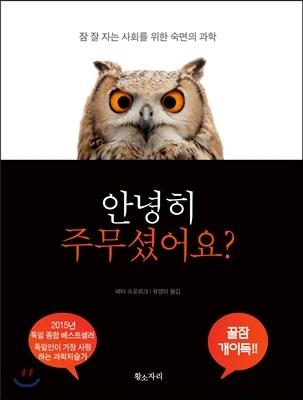 잠 잘 자는 사회를 위한 숙면의 과학
안녕히
주무셨어요?
페터 슈포르크 | 유영미 옮김
2015년
독일 종합 베스트셀러
독일인이 가장 사랑
하는 과학저술가
꿀잠
개이득!!
황소자리
yes24